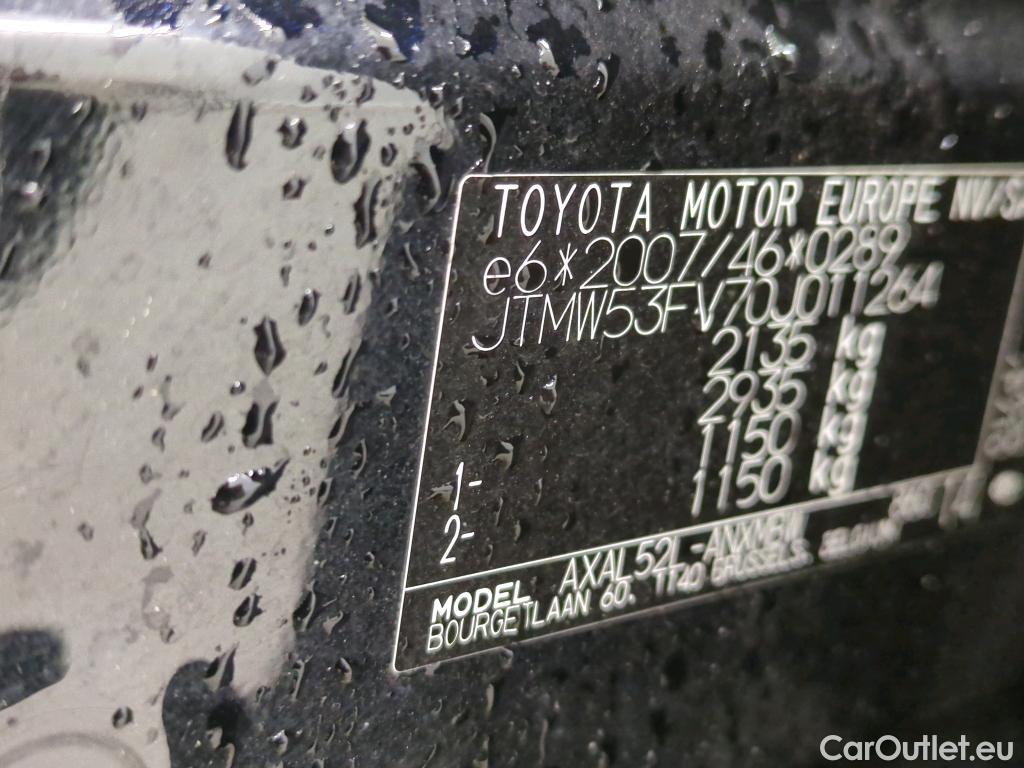 TOYOTA MOTOR EUROPE NV/SA
e6*2007/46*0289
JTMW53FV70J011264
2135 kg
2935 kg
1- 1150 kg
2- 1150 kg
MODEL AXAL52L-ANXMBW
BOURGETLAAN 60, 1140 BRUSSELS, BELGIUM
CarOutlet.eu